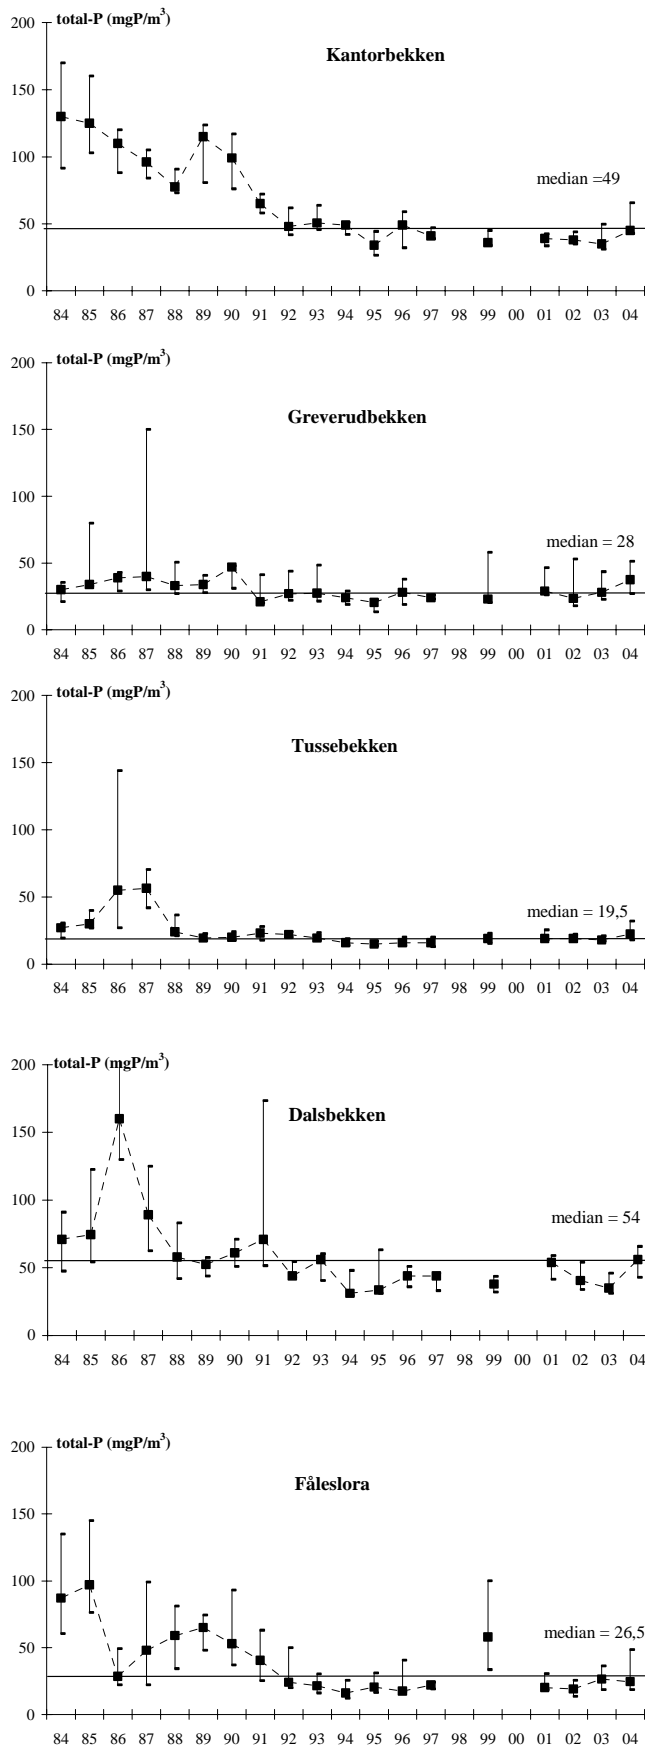 total-P (mgP/m³)
Kantorbekken
median =49
200
150
100
50
0
84 85 86 87 88 89 90 91 92 93 94 95 96 97 98 99 00 01 02 03 04
total-P (mgP/m³)
Greverudbekken
median = 28
200
150
100
50
0
84 85 86 87 88 89 90 91 92 93 94 95 96 97 98 99 00 01 02 03 04
total-P (mgP/m³)
Tussebekken
median = 19,5
200
150
100
50
0
84 85 86 87 88 89 90 91 92 93 94 95 96 97 98 99 00 01 02 03 04
total-P (mgP/m³)
Dalsbekken
median = 54
200
150
100
50
0
84 85 86 87 88 89 90 91 92 93 94 95 96 97 98 99 00 01 02 03 04
total-P (mgP/m³)
Fåleslora
median = 26,5
200
150
100
50
0
84 85 86 87 88 89 90 91 92 93 94 95 96 97 98 99 00 01 02 03 04